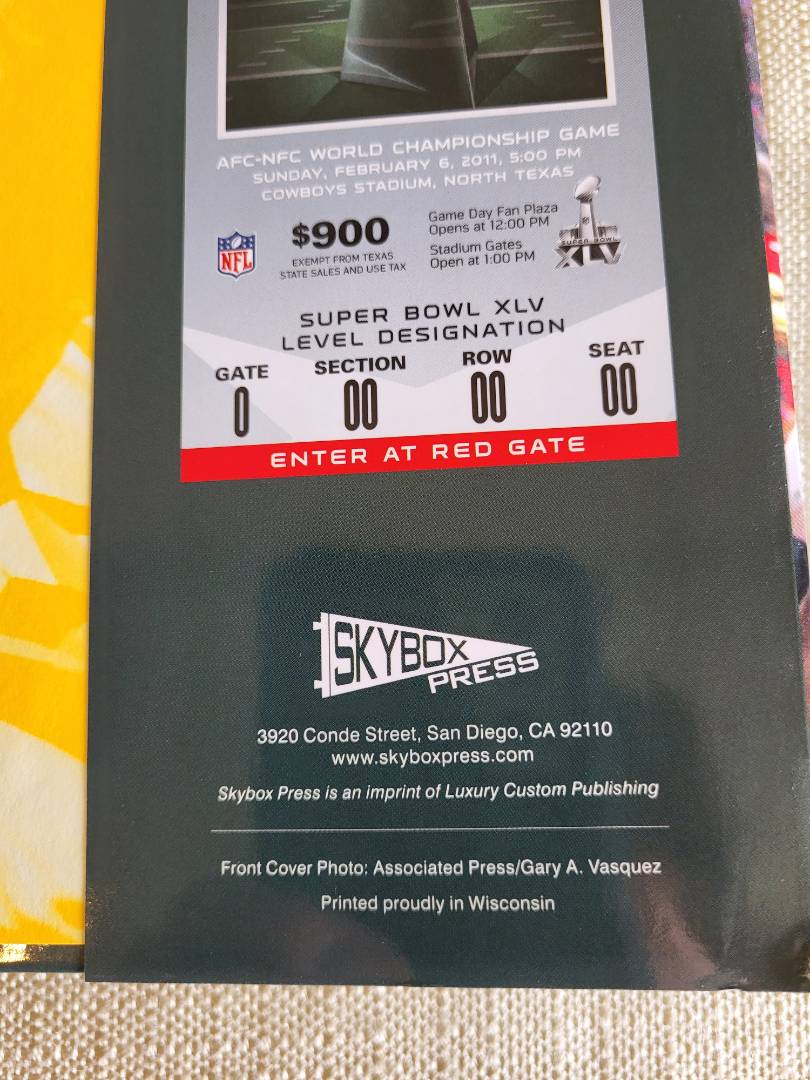 AFC-NFC WORLD CHAMPIONSHIP GAME
SUNDAY, FEBRUARY 6, 2011, 5:00 PM
COWBOYS STADIUM, NORTH TEXAS
NFL
$900
EXEMPT FROM TEXAS
STATE SALES AND USE TAX
Game Day Fan Plaza
Opens at 12:00 PM
Stadium Gates
Open at 1:00 PM
SUPER BOWL
XLV
SUPER BOWL XLV
LEVEL DESIGNATION
GATE SECTION ROW SEAT
0 00 00 00
ENTER AT RED GATE
SKYBOX
PRESS
3920 Conde Street, San Diego, CA 92110
www.skyboxpress.com
Skybox Press is an imprint of Luxury Custom Publishing
Front Cover Photo: Associated Press/Gary A. Vasquez
Printed proudly in Wisconsin